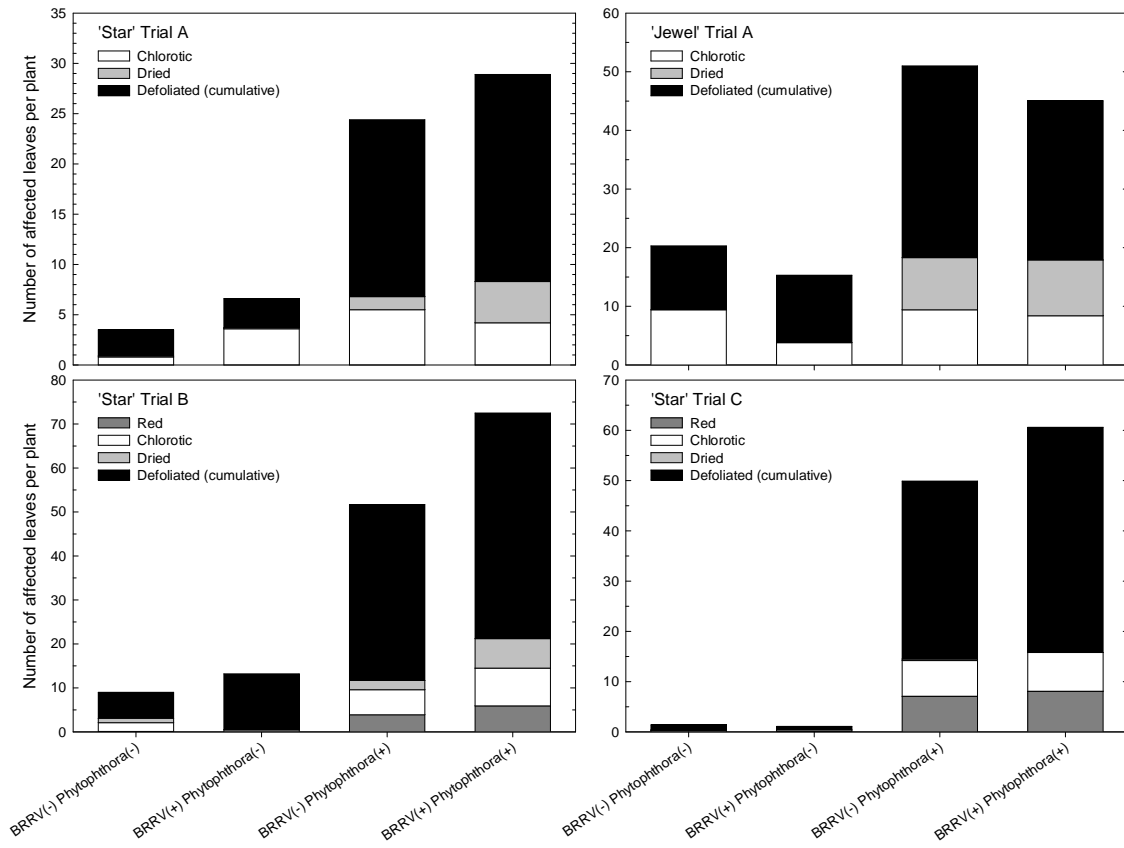 'Star' Trial A
Chlorotic
Dried
Defoliated (cumulative)
Number of affected leaves per plant
35
30
25
20
15
10
5
0
'Jewel' Trial A
Chlorotic
Dried
Defoliated (cumulative)
60
50
40
30
20
10
0
'Star' Trial B
Red
Chlorotic
Dried
Defoliated (cumulative)
Number of affected leaves per plant
80
70
60
50
40
30
20
10
0
BRRV(-) Phytophthora(-)
BRRV(+) Phytophthora(-)
BRRV(-) Phytophthora(+)
BRRV(+) Phytophthora(+)
'Star' Trial C
Red
Chlorotic
Dried
Defoliated (cumulative)
70
60
50
40
30
20
10
0
BRRV(-) Phytophthora(-)
BRRV(+) Phytophthora(-)
BRRV(-) Phytophthora(+)
BRRV(+) Phytophthora(+)